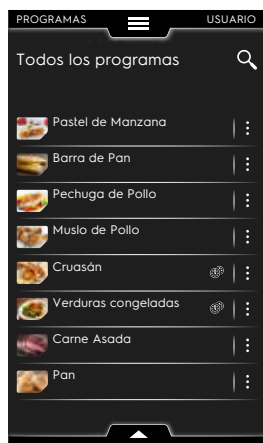 PROGRAMAS USUARIO
Todos los programas
Pastel de Manzana
Barra de Pan
Pechuga de Pollo
Muslo de Pollo
Cruasán
Verduras congeladas
Carne Asada
Pan